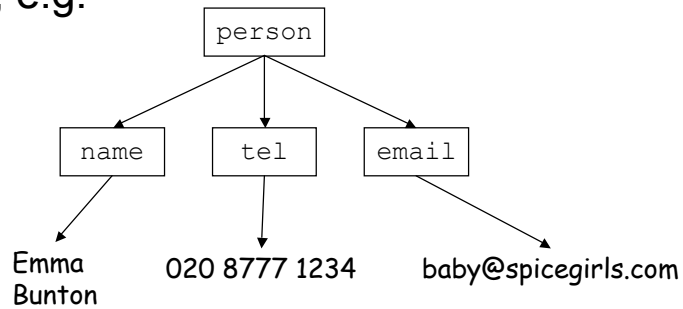 , e.g.
person
name tel email
Emma
Bunton
020 8777 1234
baby@spicegirls.com